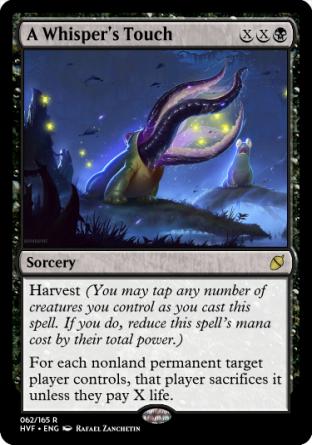 A Whisper's Touch XXB
Sorcery
Harvest (You may tap any number of
creatures you control as you cast this
spell. If you do, reduce this spell's mana
cost by their total power.)
For each nonland permanent target
player controls, that player sacrifices it
unless they pay X life.
062/165 R
HVF • ENG Rafael Zanchetin